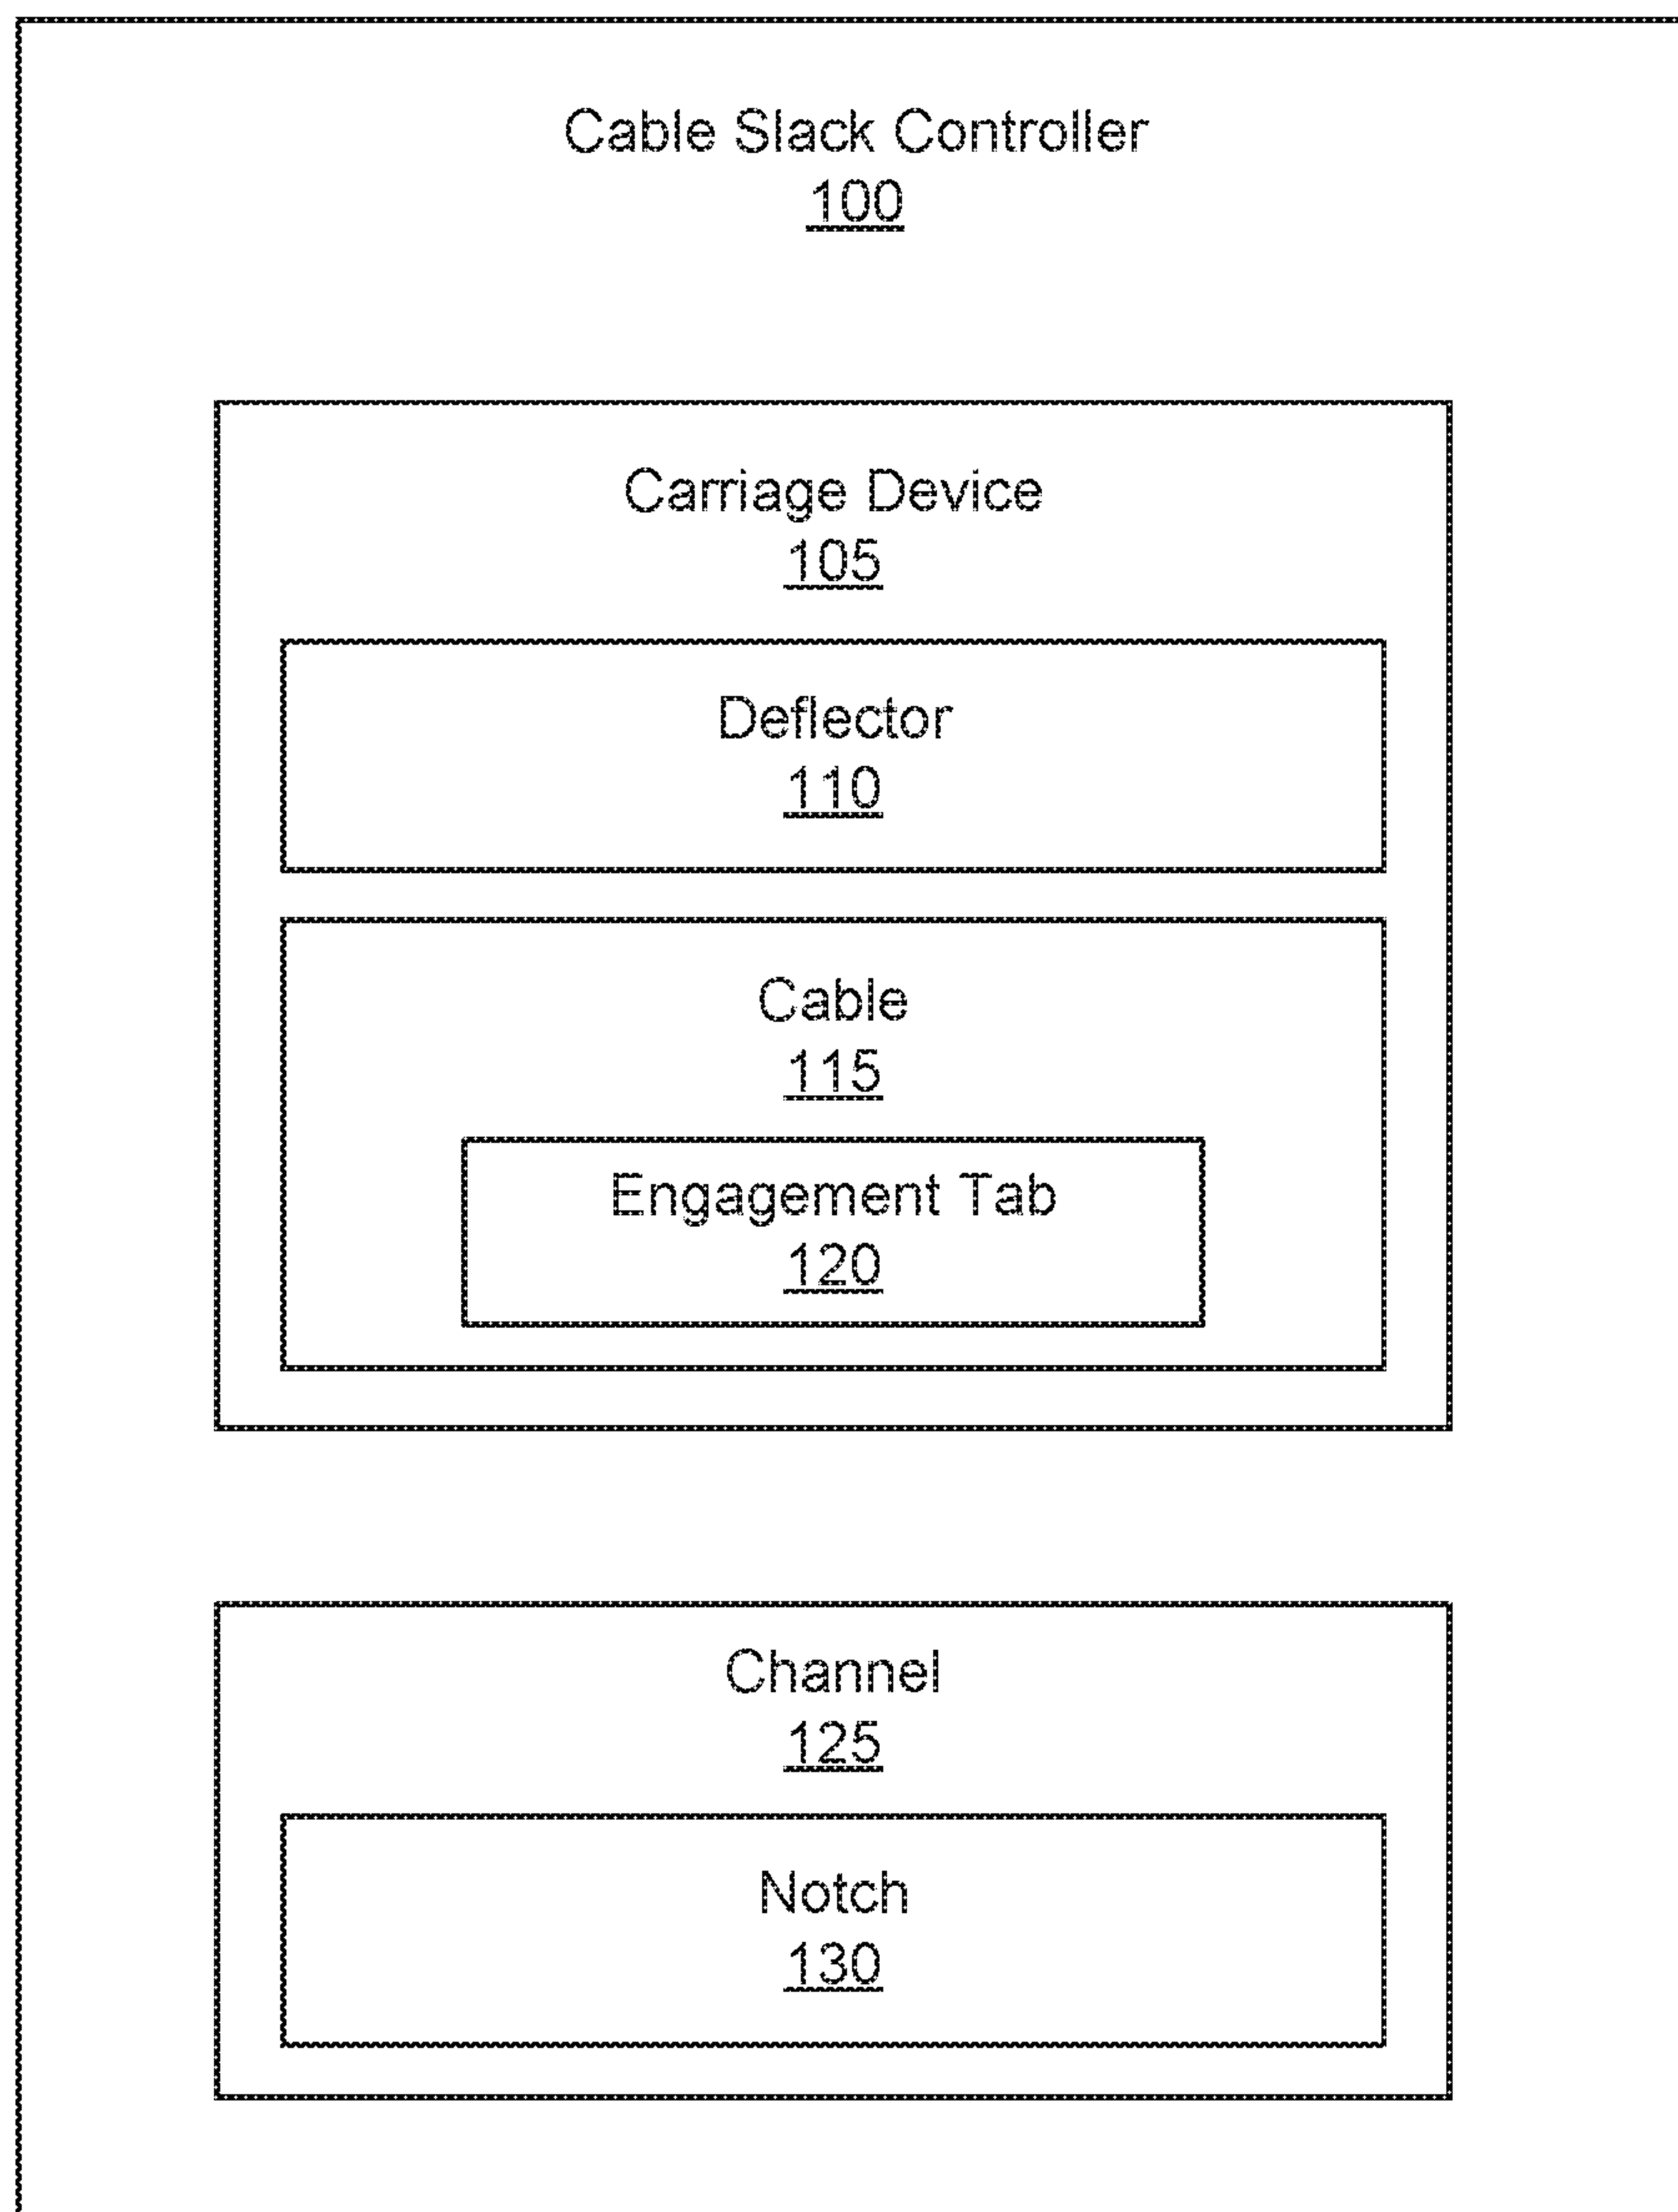 Cable Slack Controller
100
Carriage Device
105
Deflector
110
Cable
115
Engagement Tab
120
Channel
125
Notch
130